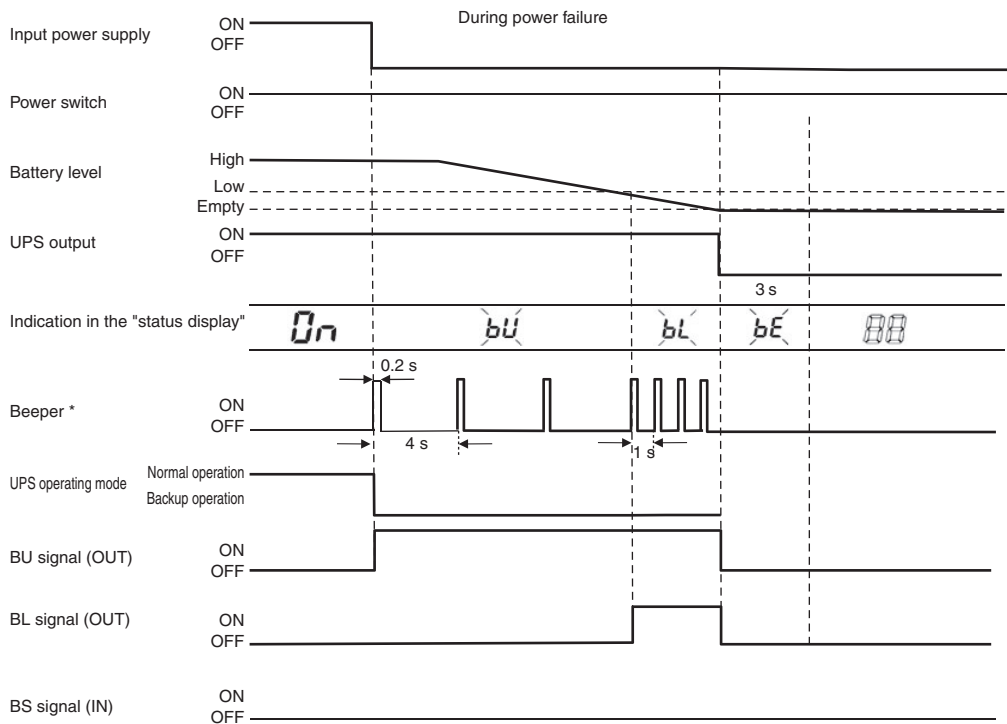 During power failure
Input power supply
ON
OFF
Power switch
ON
OFF
Battery level
High
Low
Empty
UPS output
ON
OFF
3 s
Indication in the "status display"
On
bU
bL
bE
88
0.2 s
Beeper *
ON
OFF
4 s
1 s
UPS operating mode
Normal operation
Backup operation
BU signal (OUT)
ON
OFF
BL signal (OUT)
ON
OFF
BS signal (IN)
ON
OFF